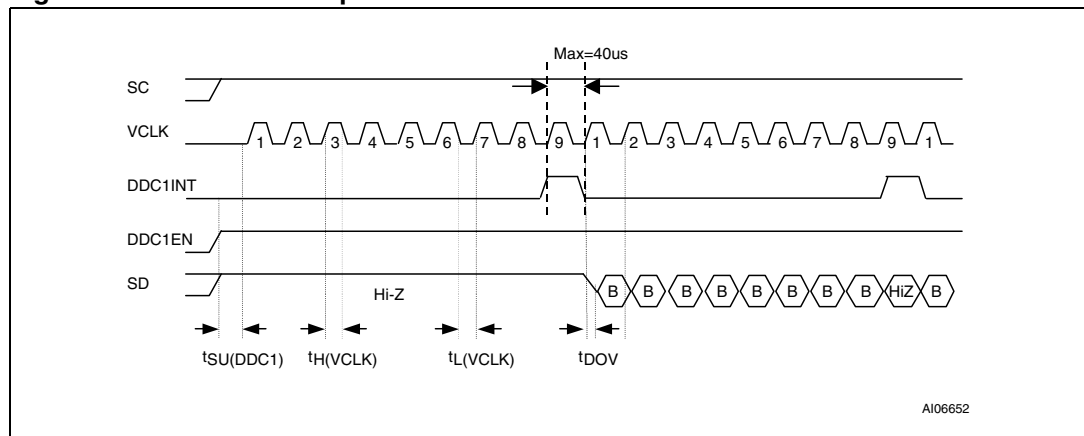 Max=40us
SC
VCLK
1 2 3 4 5 6 7 8 9 1 2 3 4 5 6 7 8 9 1
DDC1INT
DDC1EN
SD
Hi-Z
B B B B B B B B HiZ B
tSU(DDC1) tH(VCLK) tL(VCLK) tDOV
AI06652